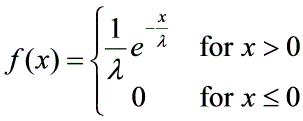 f(x) = { 1/λ e^(-x/λ) for x > 0
0 for x ≤ 0